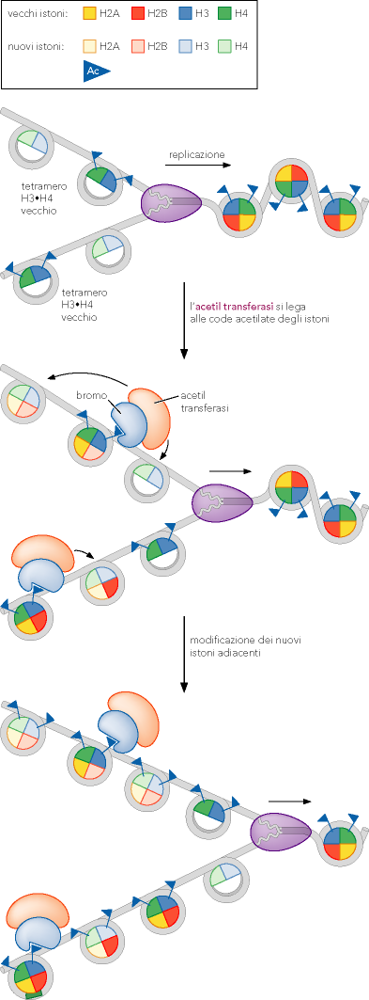 vecchi istoni: H2A H2B H3 H4
nuovi istoni: H2A H2B H3 H4
Ac
replicazione
tetramero
H3•H4
vecchio
tetramero
H3•H4
vecchio
l'acetil transferasi si lega
alle code acetilate degli istoni
bromo
acetil
transferasi
modificazione dei nuovi
istoni adiacenti